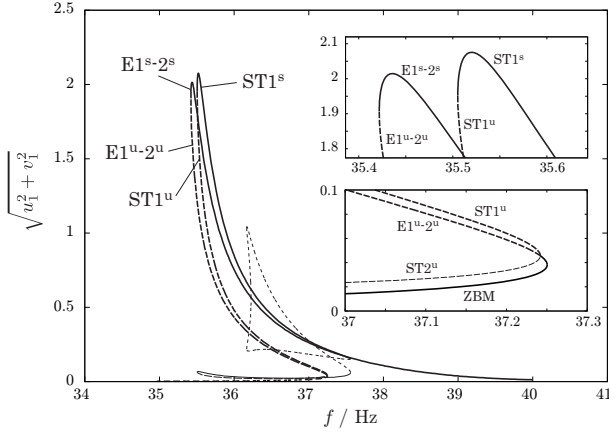 2.5
2
1.5
1
0.5
0
34
35
36
37
38
39
40
41
f / Hz
√u₁² + v₁²
E1ˢ-2ˢ
ST1ˢ
E1ᵘ-2ᵘ
ST1ᵘ
2.1
2
1.9
1.8
35.4
35.5
35.6
E1ˢ-2ˢ
ST1ˢ
E1ᵘ-2ᵘ
ST1ᵘ
0.1
0
37
37.1
37.2
37.3
ST1ᵘ
E1ᵘ-2ᵘ
ST2ᵘ
ZBM